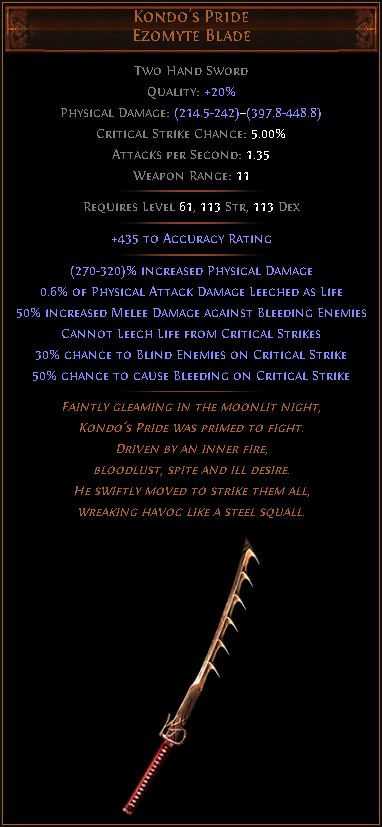 Kondo's Pride
Ezomyte Blade
Two Hand Sword
Quality: +20%
Physical Damage: (214.5-242)–(397.8-448.8)
Critical Strike Chance: 5.00%
Attacks per Second: 1.35
Weapon Range: 11
Requires Level 61, 113 Str, 113 Dex
+435 to Accuracy Rating
(270-320)% increased Physical Damage
0.6% of Physical Attack Damage Leeched as Life
50% increased Melee Damage against Bleeding Enemies
Cannot Leech Life from Critical Strikes
30% chance to Blind Enemies on Critical Strike
50% chance to cause Bleeding on Critical Strike
Faintly gleaming in the moonlit night,
Kondo's Pride was primed to fight.
Driven by an inner fire,
bloodlust, spite and ill desire.
He swiftly moved to strike them all,
wreaking havoc like a steel squall.